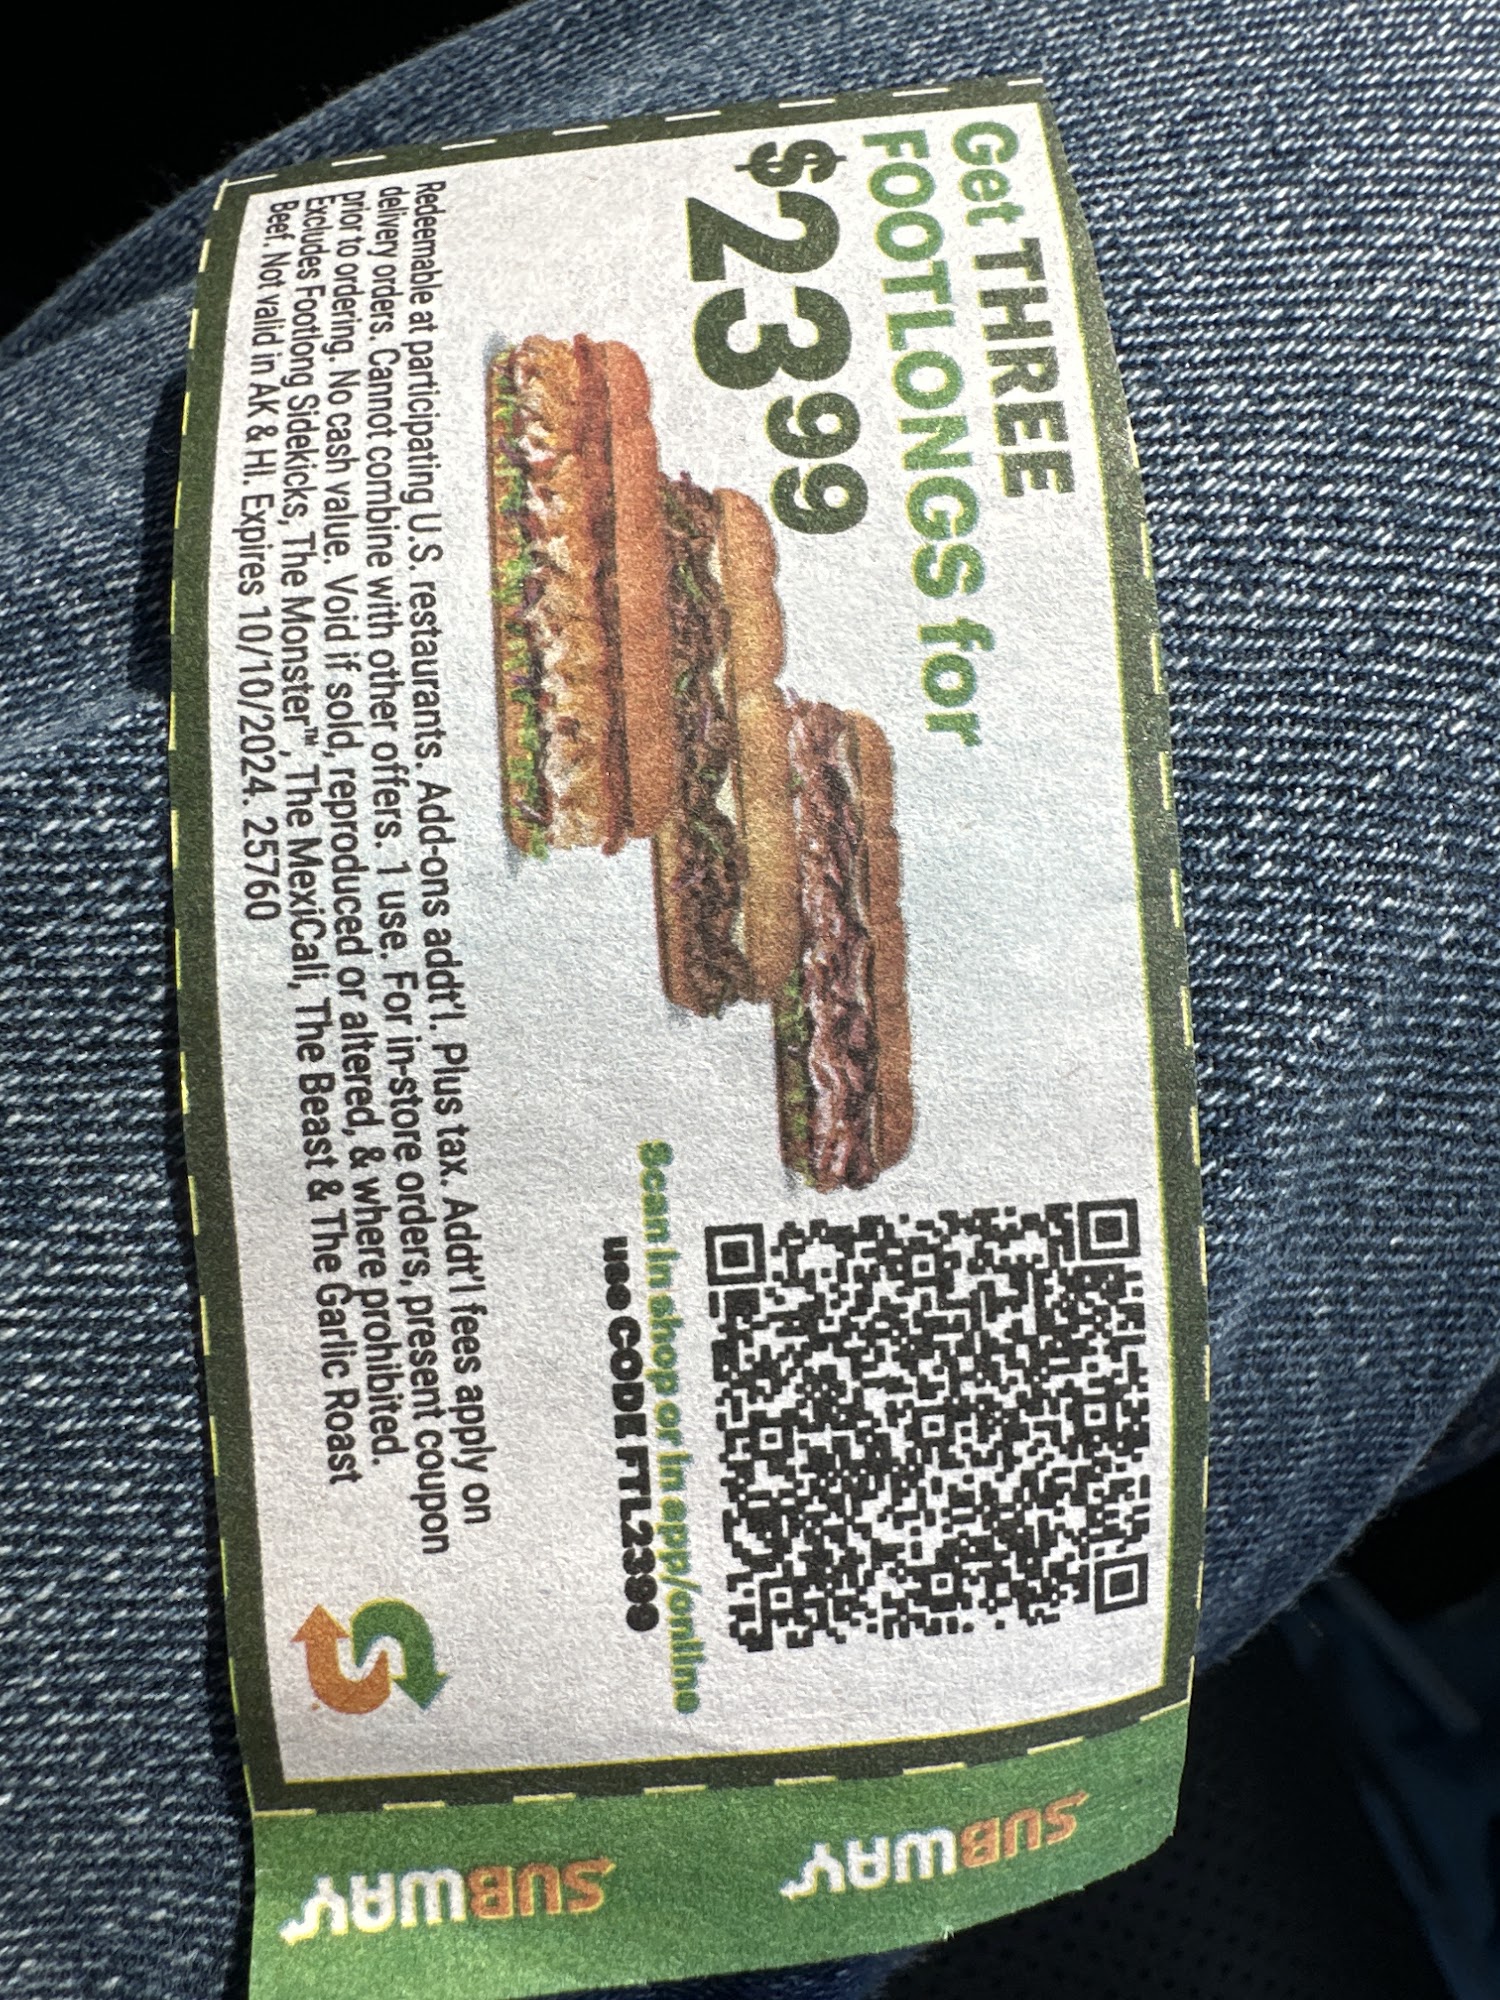 Get THREE
FOOTLONGS for
$23 99
Scan in shop or in app/online
use CODE FTL2399
Redeemable at participating U.S. restaurants. Add-ons addt'l. Plus tax. Addt'l fees apply on
delivery orders. Cannot combine with other offers. 1 use. For in-store orders, present coupon
prior to ordering. No cash value. Void if sold, reproduced or altered, & where prohibited.
Excludes Footlong Sidekicks, The Monster™, The MexiCali, The Beast & The Garlic Roast
Beef. Not valid in AK & HI. Expires 10/10/2024. 25760
SUBWAY
SUBWAY